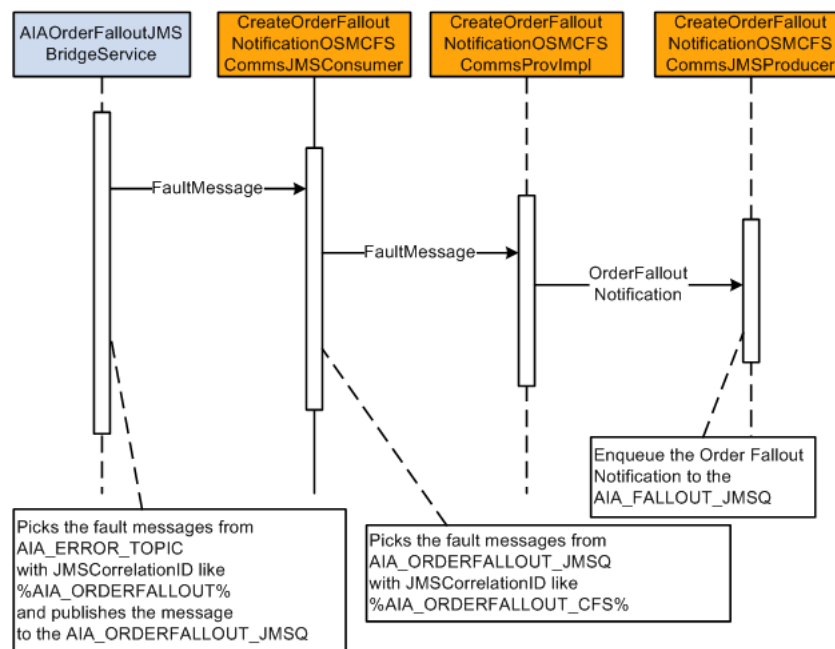 AIAOrderFalloutJMS
BridgeService
CreateOrderFallout
NotificationOSMCFS
CommsJMSConsumer
CreateOrderFallout
NotificationOSMCFS
CommsProvImpl
CreateOrderFallout
NotificationOSMCFS
CommsJMSProducer
FaultMessage
FaultMessage
OrderFallout
Notification
Enqueue the Order Fallout
Notification to the
AIA_FALLOUT_JMSQ
Picks the fault messages from
AIA_ERROR_TOPIC
with JMSCorrelationID like
%AIA_ORDERFALLOUT%
and publishes the message
to the AIA_ORDERFALLOUT_JMSQ
Picks the fault messages from
AIA_ORDERFALLOUT_JMSQ
with JMSCorrelationID like
%AIA_ORDERFALLOUT_CFS%